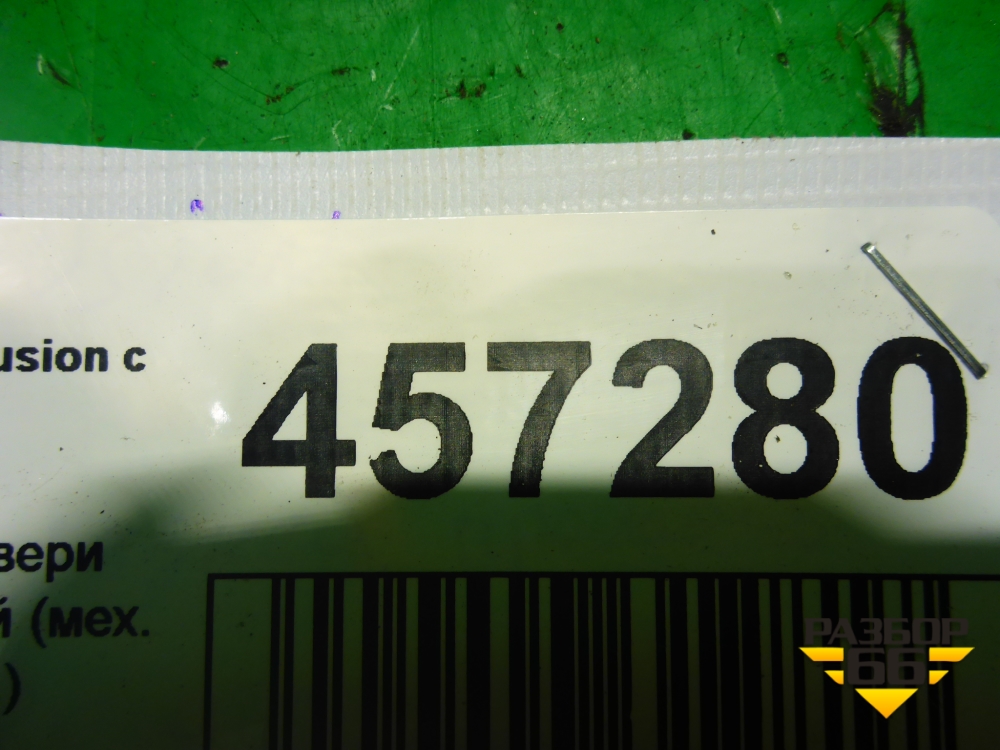 usion c
457280
вери
й (мех.
)
РАЗБОР
66